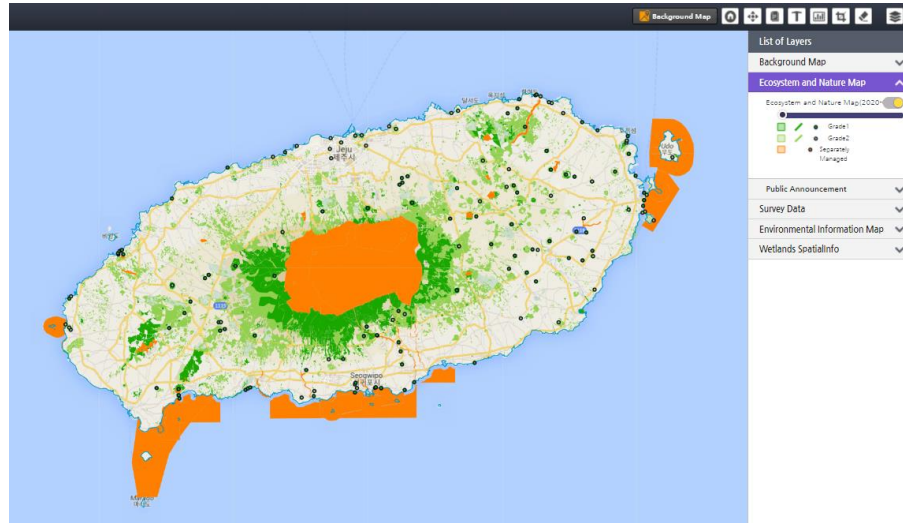 Background Map
List of Layers
Background Map
Ecosystem and Nature Map
Ecosystem and Nature Map(2020~
Grade1
Grade2
Separately
Managed
Public Announcement
Survey Data
Environmental Information Map
Wetlands SpatialInfo
Jeju
제주시
Udo
Seogwipo
서귀포시